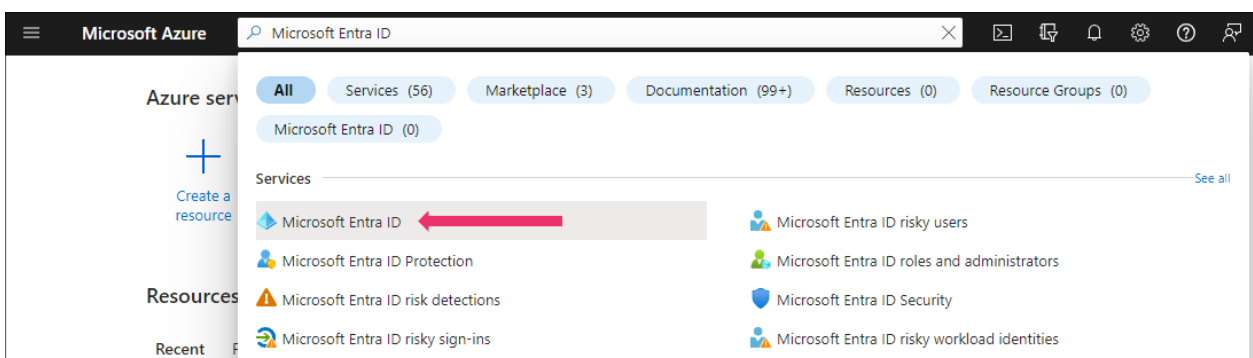 Microsoft Azure
Microsoft Entra ID
All
Services (56)
Marketplace (3)
Documentation (99+)
Resources (0)
Resource Groups (0)
Microsoft Entra ID (0)
Azure serv
Create a
resource
Services
See all
Microsoft Entra ID
Microsoft Entra ID risky users
Microsoft Entra ID Protection
Microsoft Entra ID roles and administrators
Microsoft Entra ID risk detections
Microsoft Entra ID Security
Microsoft Entra ID risky sign-ins
Microsoft Entra ID risky workload identities
Resources
Recent